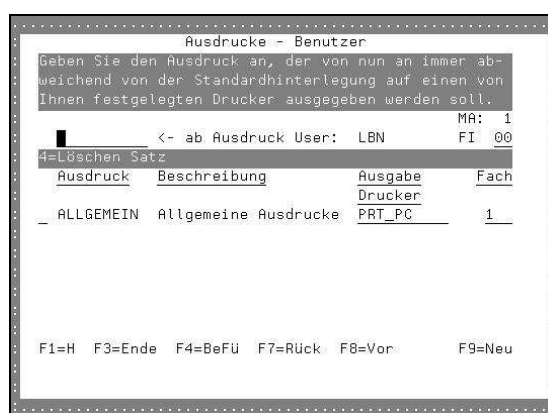 Ausdrucke - Benutzer
Geben Sie den Ausdruck an, der von nun an immer ab-
weichend von der Standardhinterlegung auf einen von
Ihnen festgelegten Drucker ausgegeben werden soll.
MA: 1
<- ab Ausdruck User: LBN FI 00
4=Löschen Satz
Ausdruck Beschreibung Ausgabe Fach
Drucker
_ ALLGEMEIN Allgemeine Ausdrucke PRT_PC 1
F1=H F3=Ende F4=BeFü F7=Rück F8=Vor F9=Neu